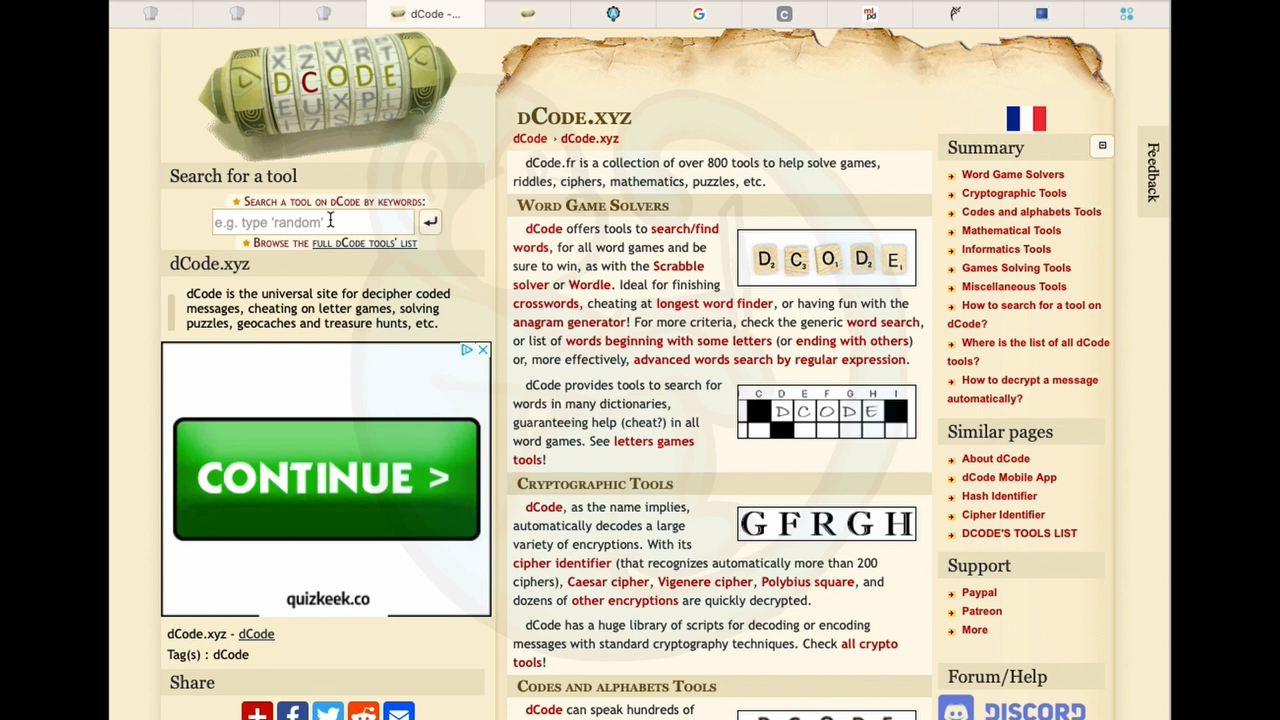 dCode -...
DCODE
Search for a tool
★ Search a tool on dCode by keywords:
e.g. type 'random'
★ Browse the full dCode tools' list
dCode.xyz
dCode is the universal site for decipher coded
messages, cheating on letter games, solving
puzzles, geocaches and treasure hunts, etc.
CONTINUE >
quizkeek.co
dCode.xyz - dCode
Tag(s) : dCode
Share
dCode.xyz
dCode › dCode.xyz
dCode.fr is a collection of over 800 tools to help solve games,
riddles, ciphers, mathematics, puzzles, etc.
Word Game Solvers
dCode offers tools to search/find
words, for all word games and be
sure to win, as with the Scrabble
solver or Wordle. Ideal for finishing
crosswords, cheating at longest word finder, or having fun with the
anagram generator! For more criteria, check the generic word search,
or list of words beginning with some letters (or ending with others)
or, more effectively, advanced words search by regular expression.
D2 C3 O1 D2 E1
dCode provides tools to search for
words in many dictionaries,
guaranteeing help (cheat?) in all
word games. See letters games
tools!
C D E F G H I
D C O D E
Cryptographic Tools
dCode, as the name implies,
automatically decodes a large
variety of encryptions. With its
cipher identifier (that recognizes automatically more than 200
ciphers), Caesar cipher, Vigenere cipher, Polybius square, and
dozens of other encryptions are quickly decrypted.
GFRGH
dCode has a huge library of scripts for decoding or encoding
messages with standard cryptography techniques. Check all crypto
tools!
Codes and alphabets Tools
dCode can speak hundreds of
Summary
Word Game Solvers
Cryptographic Tools
Codes and alphabets Tools
Mathematical Tools
Informatics Tools
Games Solving Tools
Miscellaneous Tools
How to search for a tool on
dCode?
Where is the list of all dCode
tools?
How to decrypt a message
automatically?
Similar pages
About dCode
dCode Mobile App
Hash Identifier
Cipher Identifier
DCODE'S TOOLS LIST
Support
Paypal
Patreon
More
Forum/Help
DISCORD
Feedback